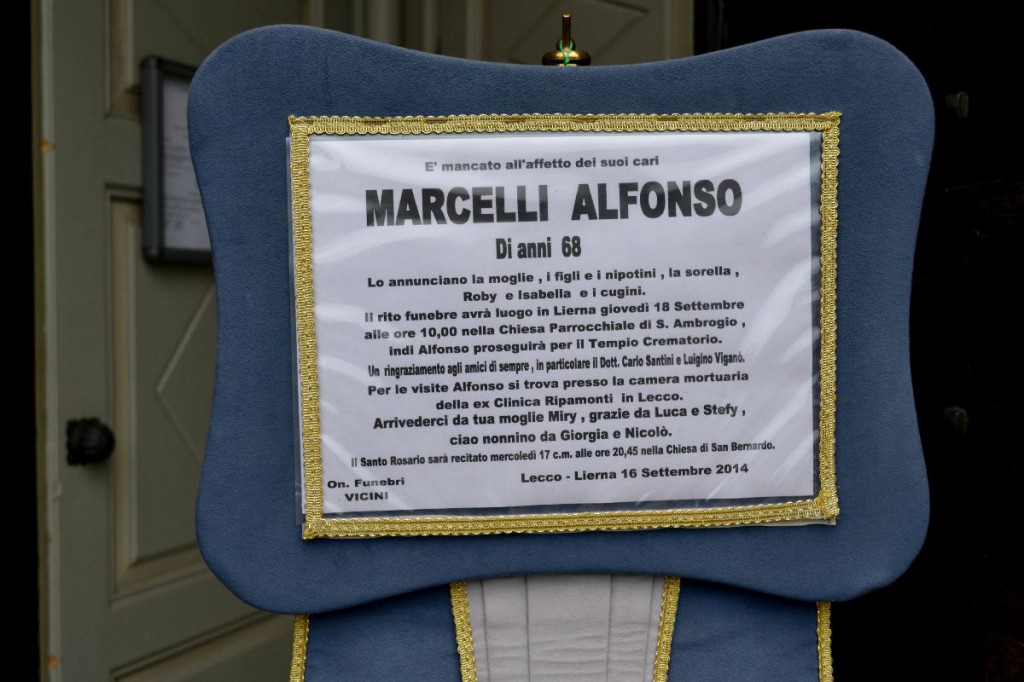 E' mancato all'affetto dei suoi cari
MARCELLI ALFONSO
Di anni 68
Lo annunciano la moglie , i figli e i nipotini , la sorella ,
Roby e Isabella e i cugini.
Il rito funebre avrà luogo in Lierna giovedì 18 Settembre
alle ore 10,00 nella Chiesa Parrocchiale di S. Ambrogio ,
indi Alfonso proseguirà per il Tempio Crematorio.
Un ringraziamento agli amici di sempre , in particolare il Dott. Carlo Santini e Luigino Viganò.
Per le visite Alfonso si trova presso la camera mortuaria
della ex Clinica Ripamonti in Lecco.
Arrivederci da tua moglie Miry , grazie da Luca e Stefy ,
ciao nonnino da Giorgia e Nicolò.
Il Santo Rosario sarà recitato mercoledì 17 c.m. alle ore 20,45 nella Chiesa di San Bernardo.
Lecco - Lierna 16 Settembre 2014
On. Funebri
VICINI